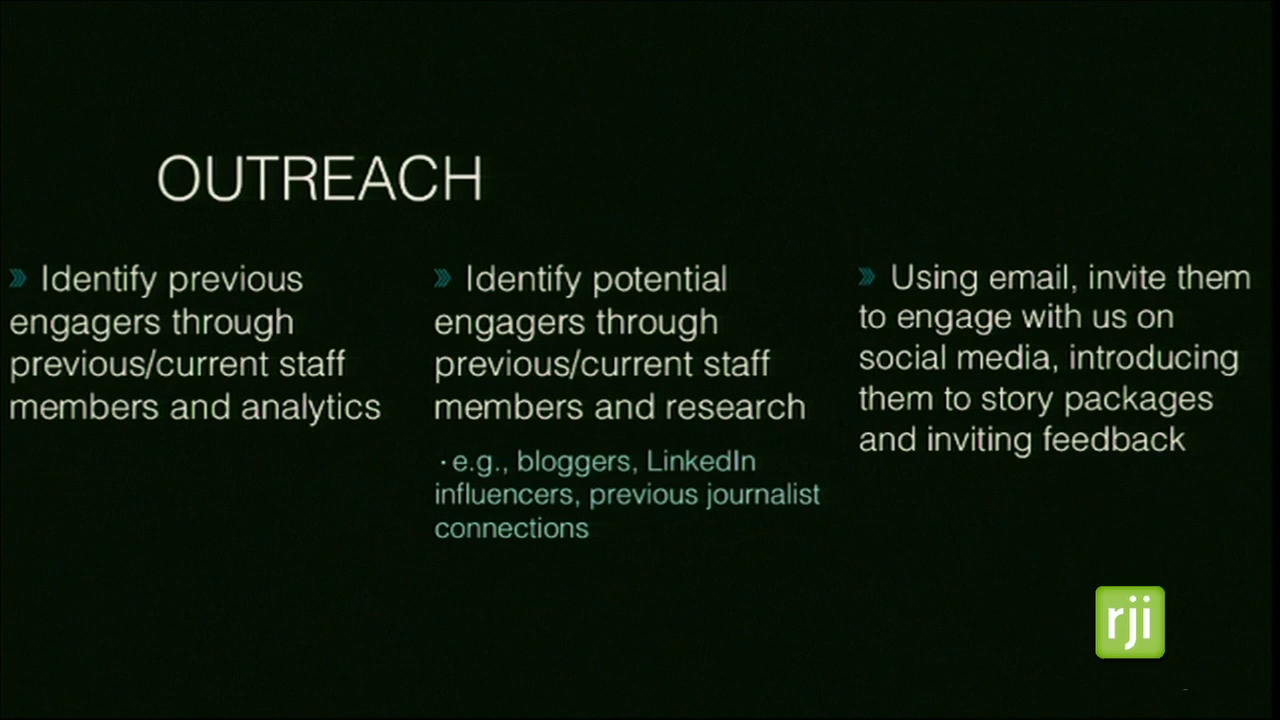 OUTREACH
Identify previous
engagers through
previous/current staff
members and analytics
Identify potential
engagers through
previous/current staff
members and research
· e.g., bloggers, LinkedIn
influencers, previous journalist
connections
Using email, invite them
to engage with us on
social media, introducing
them to story packages
and inviting feedback
rji